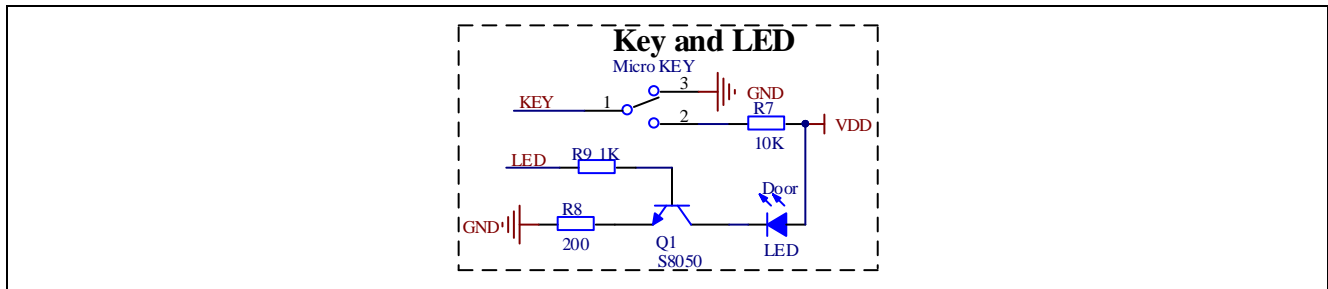 Key and LED
Micro KEY
3
GND
KEY
1
2
R7
VDD
10K
LED
R9 1K
Door
R8
GND
200
Q1
LED
S8050